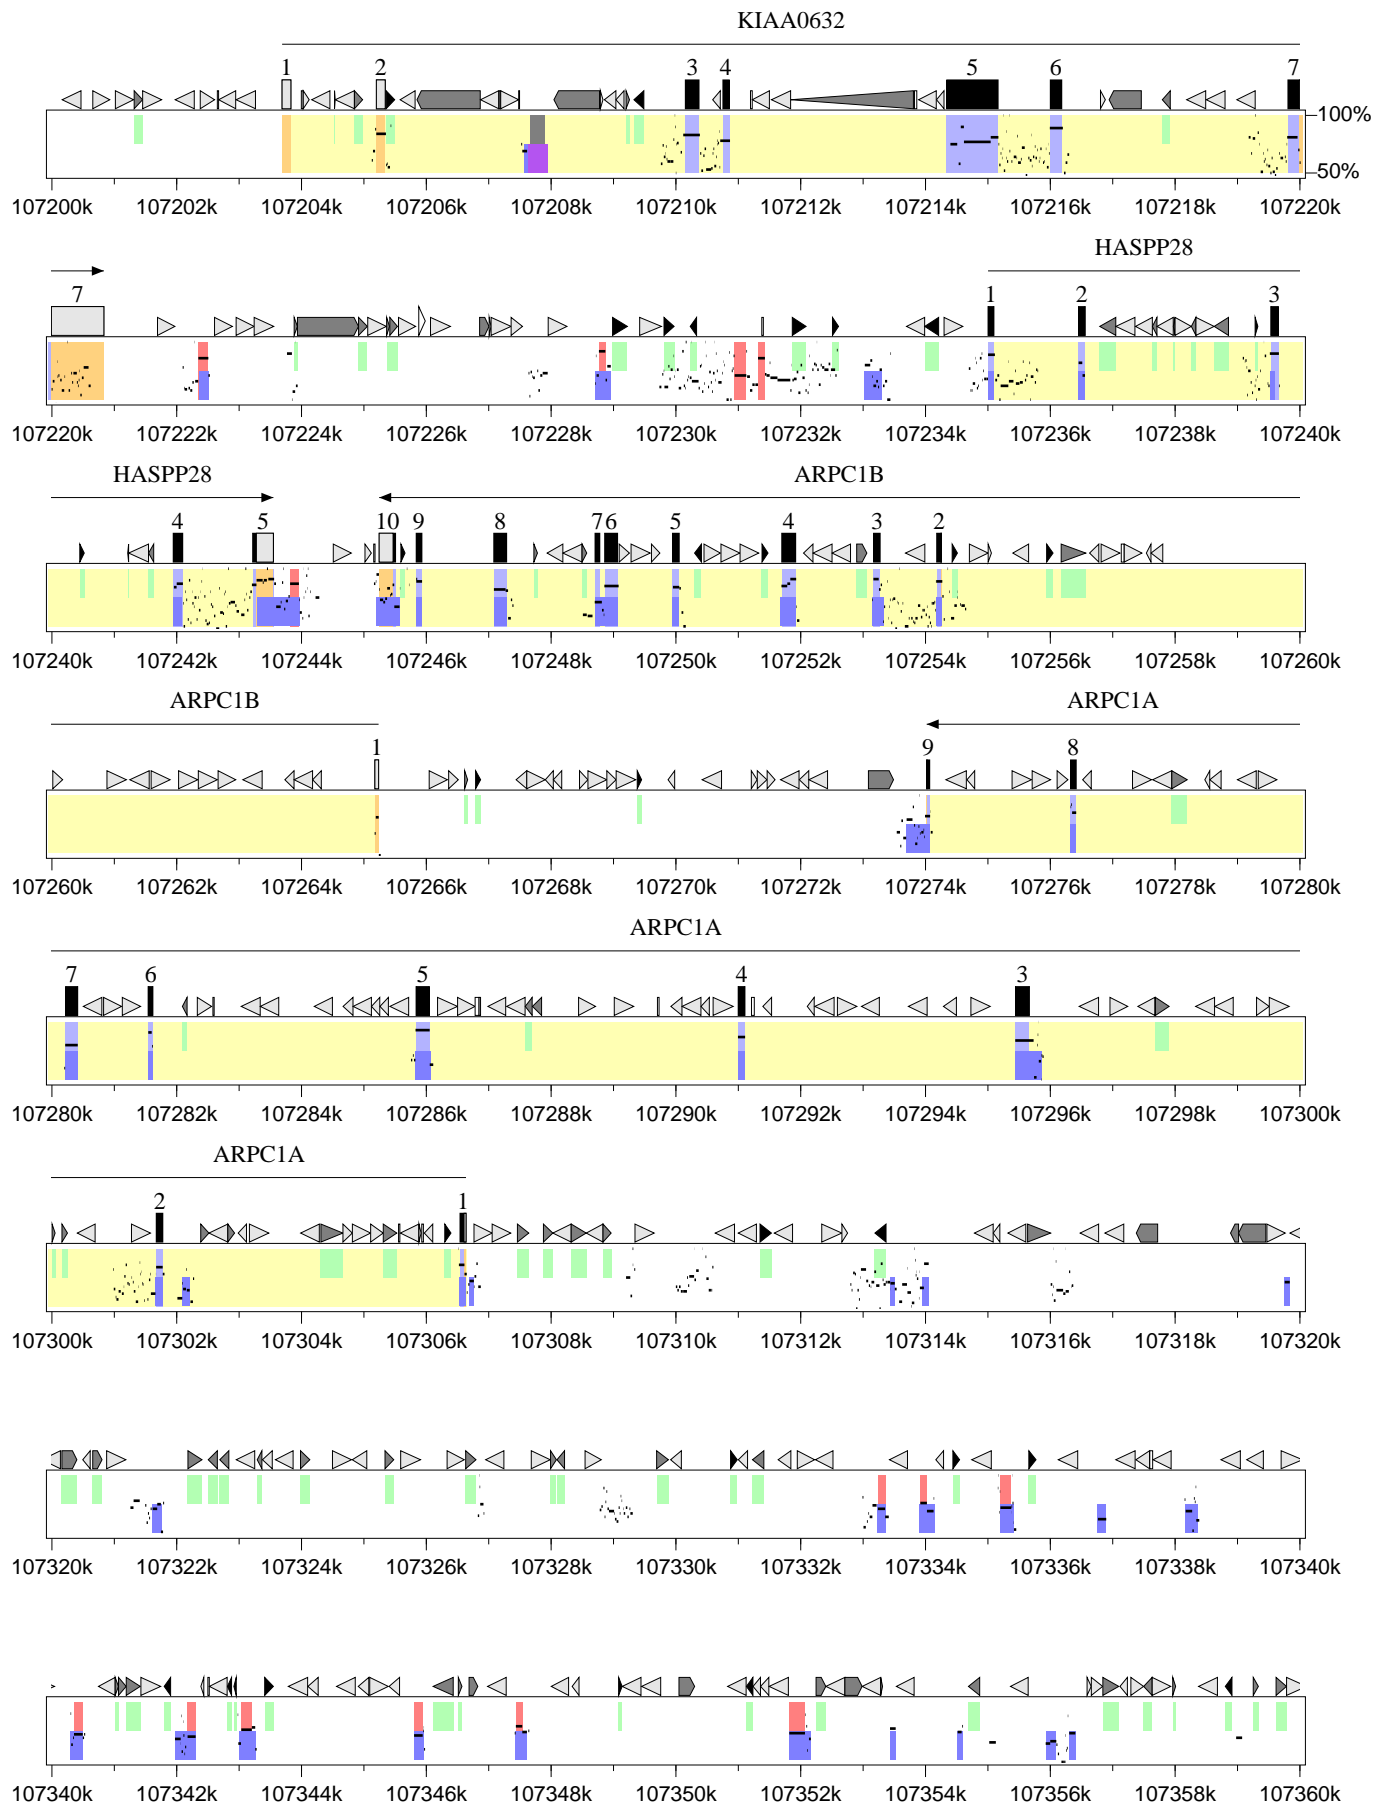 KIAA0632
1 2 3 4 5 6 7
100%
50%
107200k 107202k 107204k 107206k 107208k 107210k 107212k 107214k 107216k 107218k 107220k
HASPP28
7 1 2 3
107220k 107222k 107224k 107226k 107228k 107230k 107232k 107234k 107236k 107238k 107240k
HASPP28 ARPC1B
4 5 10 9 8 7 6 5 4 3 2
107240k 107242k 107244k 107246k 107248k 107250k 107252k 107254k 107256k 107258k 107260k
ARPC1B ARPC1A
1 9 8
107260k 107262k 107264k 107266k 107268k 107270k 107272k 107274k 107276k 107278k 107280k
ARPC1A
7 6 5 4 3
107280k 107282k 107284k 107286k 107288k 107290k 107292k 107294k 107296k 107298k 107300k
ARPC1A
2 1
107300k 107302k 107304k 107306k 107308k 107310k 107312k 107314k 107316k 107318k 107320k
107320k 107322k 107324k 107326k 107328k 107330k 107332k 107334k 107336k 107338k 107340k
107340k 107342k 107344k 107346k 107348k 107350k 107352k 107354k 107356k 107358k 107360k